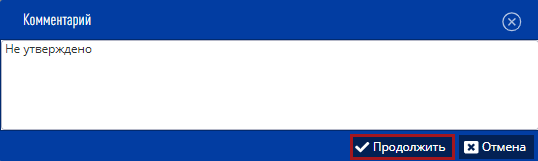 Комментарий
Не утверждено
Продолжить
Отмена